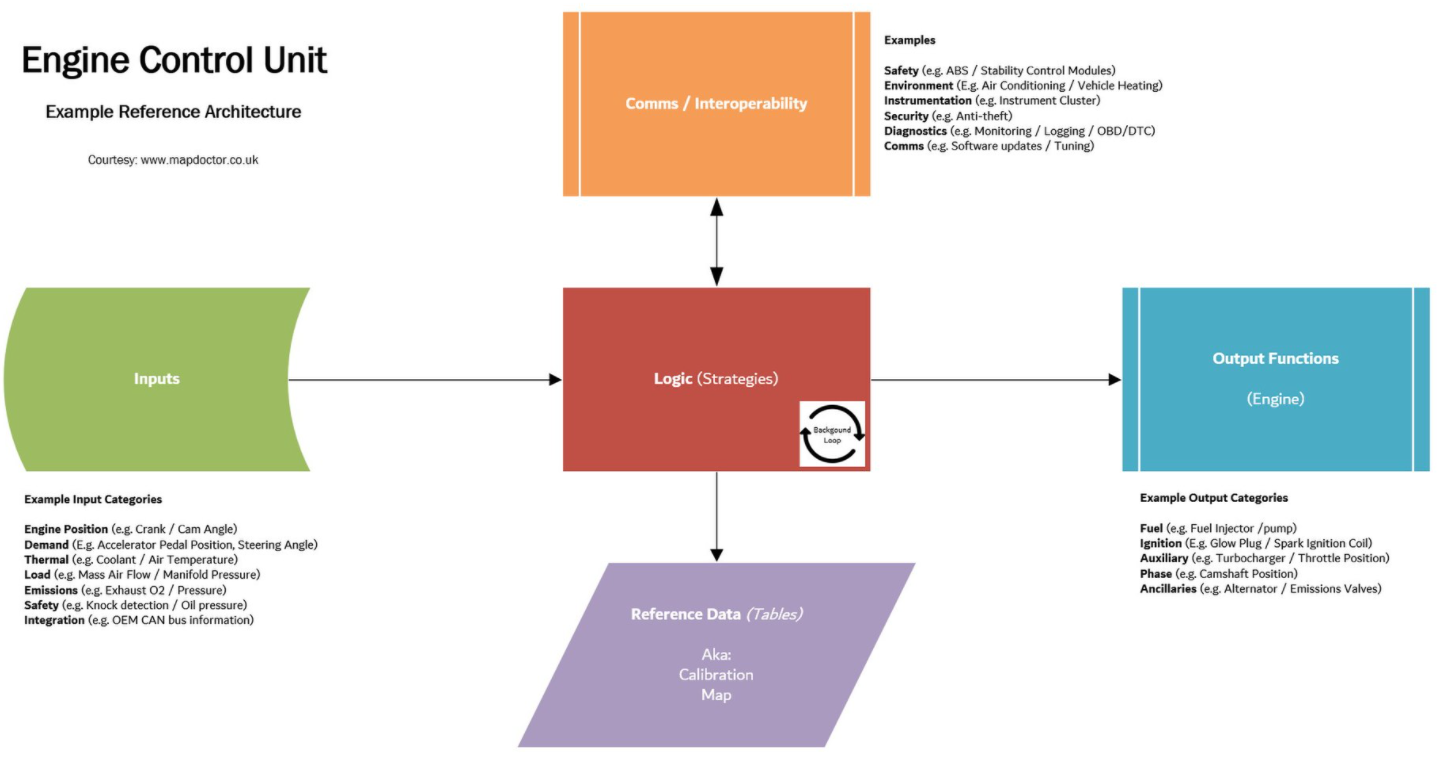 Engine Control Unit
Example Reference Architecture
Courtesy: www.mapdoctor.co.uk
Comms / Interoperability
Examples
Safety (e.g. ABS / Stability Control Modules)
Environment (E.g. Air Conditioning / Vehicle Heating)
Instrumentation (e.g. Instrument Cluster)
Security (e.g. Anti-theft)
Diagnostics (e.g. Monitoring / Logging / OBD/DTC)
Comms (e.g. Software updates / Tuning)
Inputs
Logic (Strategies)
Backgound
Loop
Output Functions
(Engine)
Example Input Categories
Engine Position (e.g. Crank / Cam Angle)
Demand (E.g. Accelerator Pedal Position, Steering Angle)
Thermal (e.g. Coolant / Air Temperature)
Load (e.g. Mass Air Flow / Manifold Pressure)
Emissions (e.g. Exhaust O2 / Pressure)
Safety (e.g. Knock detection / Oil pressure)
Integration (e.g. OEM CAN bus information)
Example Output Categories
Fuel (e.g. Fuel Injector /pump)
Ignition (E.g. Glow Plug / Spark Ignition Coil)
Auxiliary (e.g. Turbocharger / Throttle Position)
Phase (e.g. Camshaft Position)
Ancillaries (e.g. Alternator / Emissions Valves)
Reference Data (Tables)
Aka:
Calibration
Map